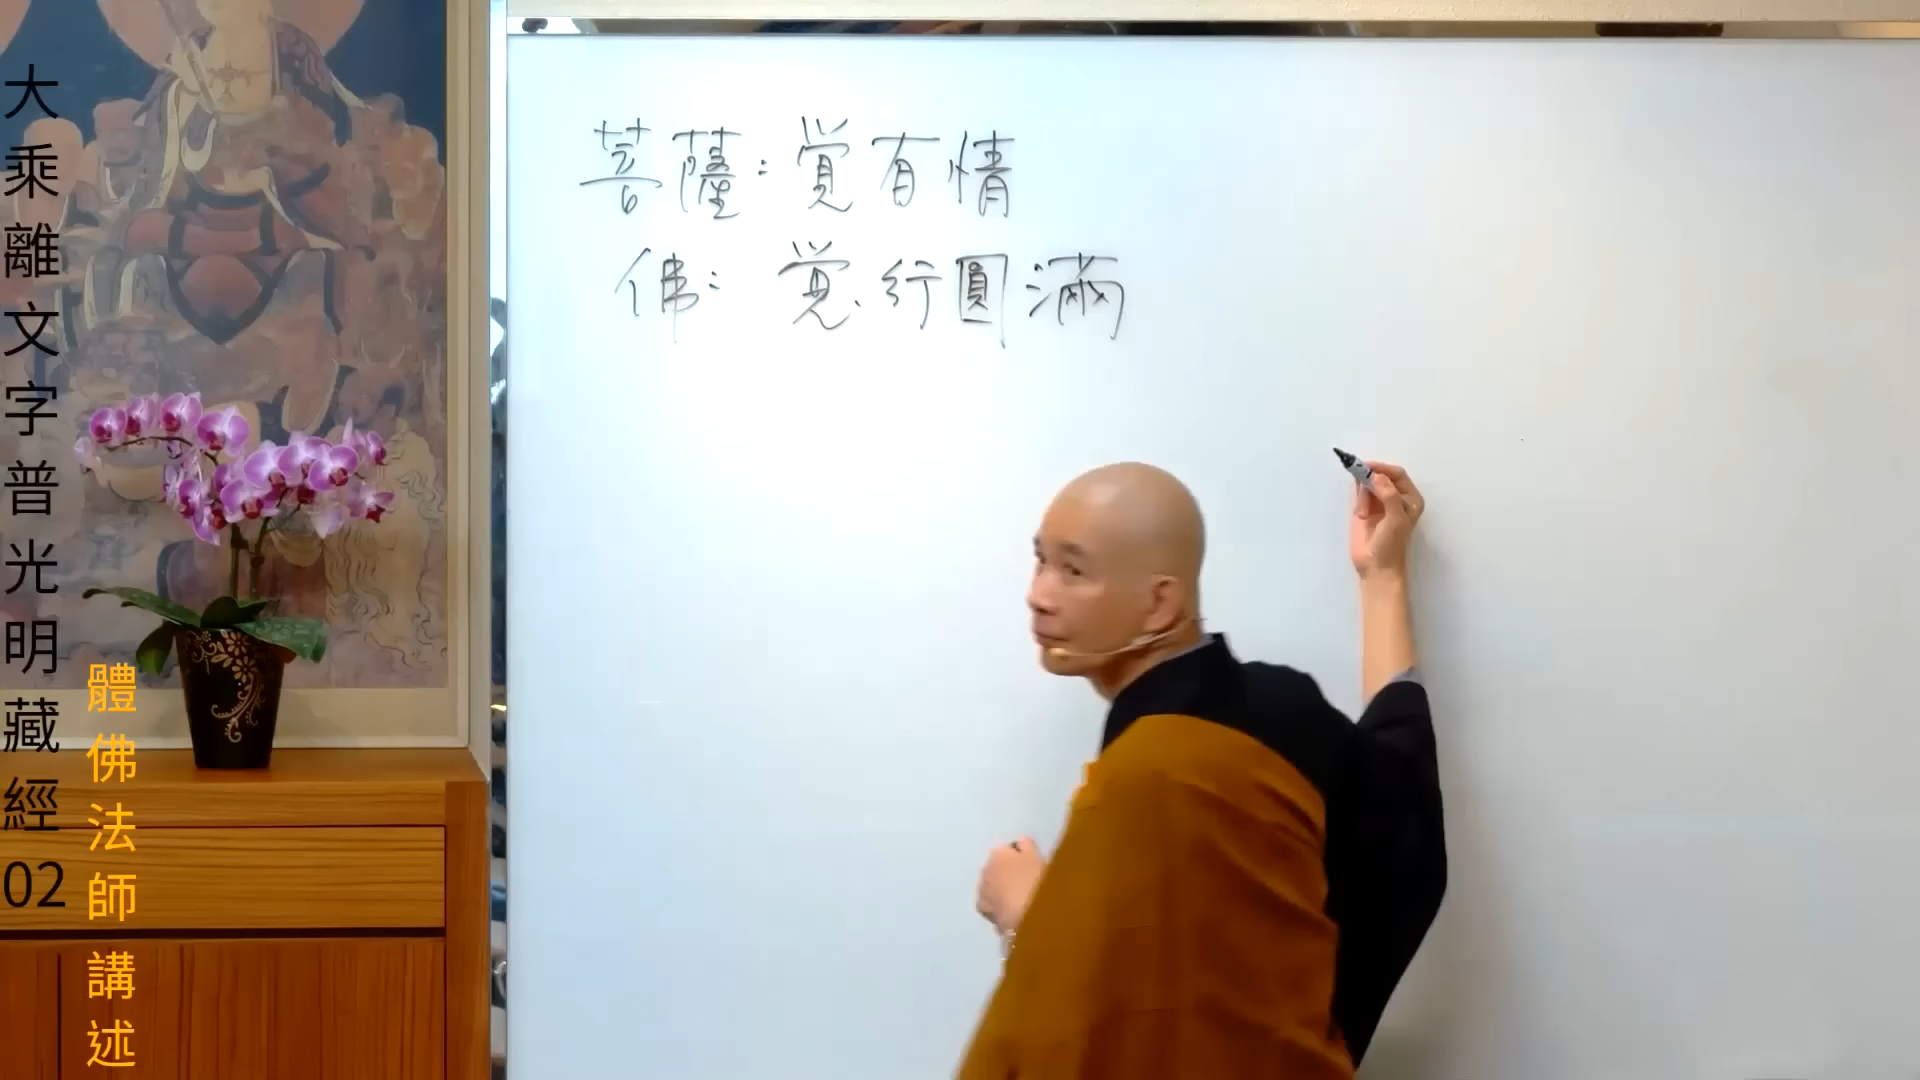 大乘離文字普光明藏經02
體佛法師講述
菩薩：覺有情
佛：覺、行圓滿